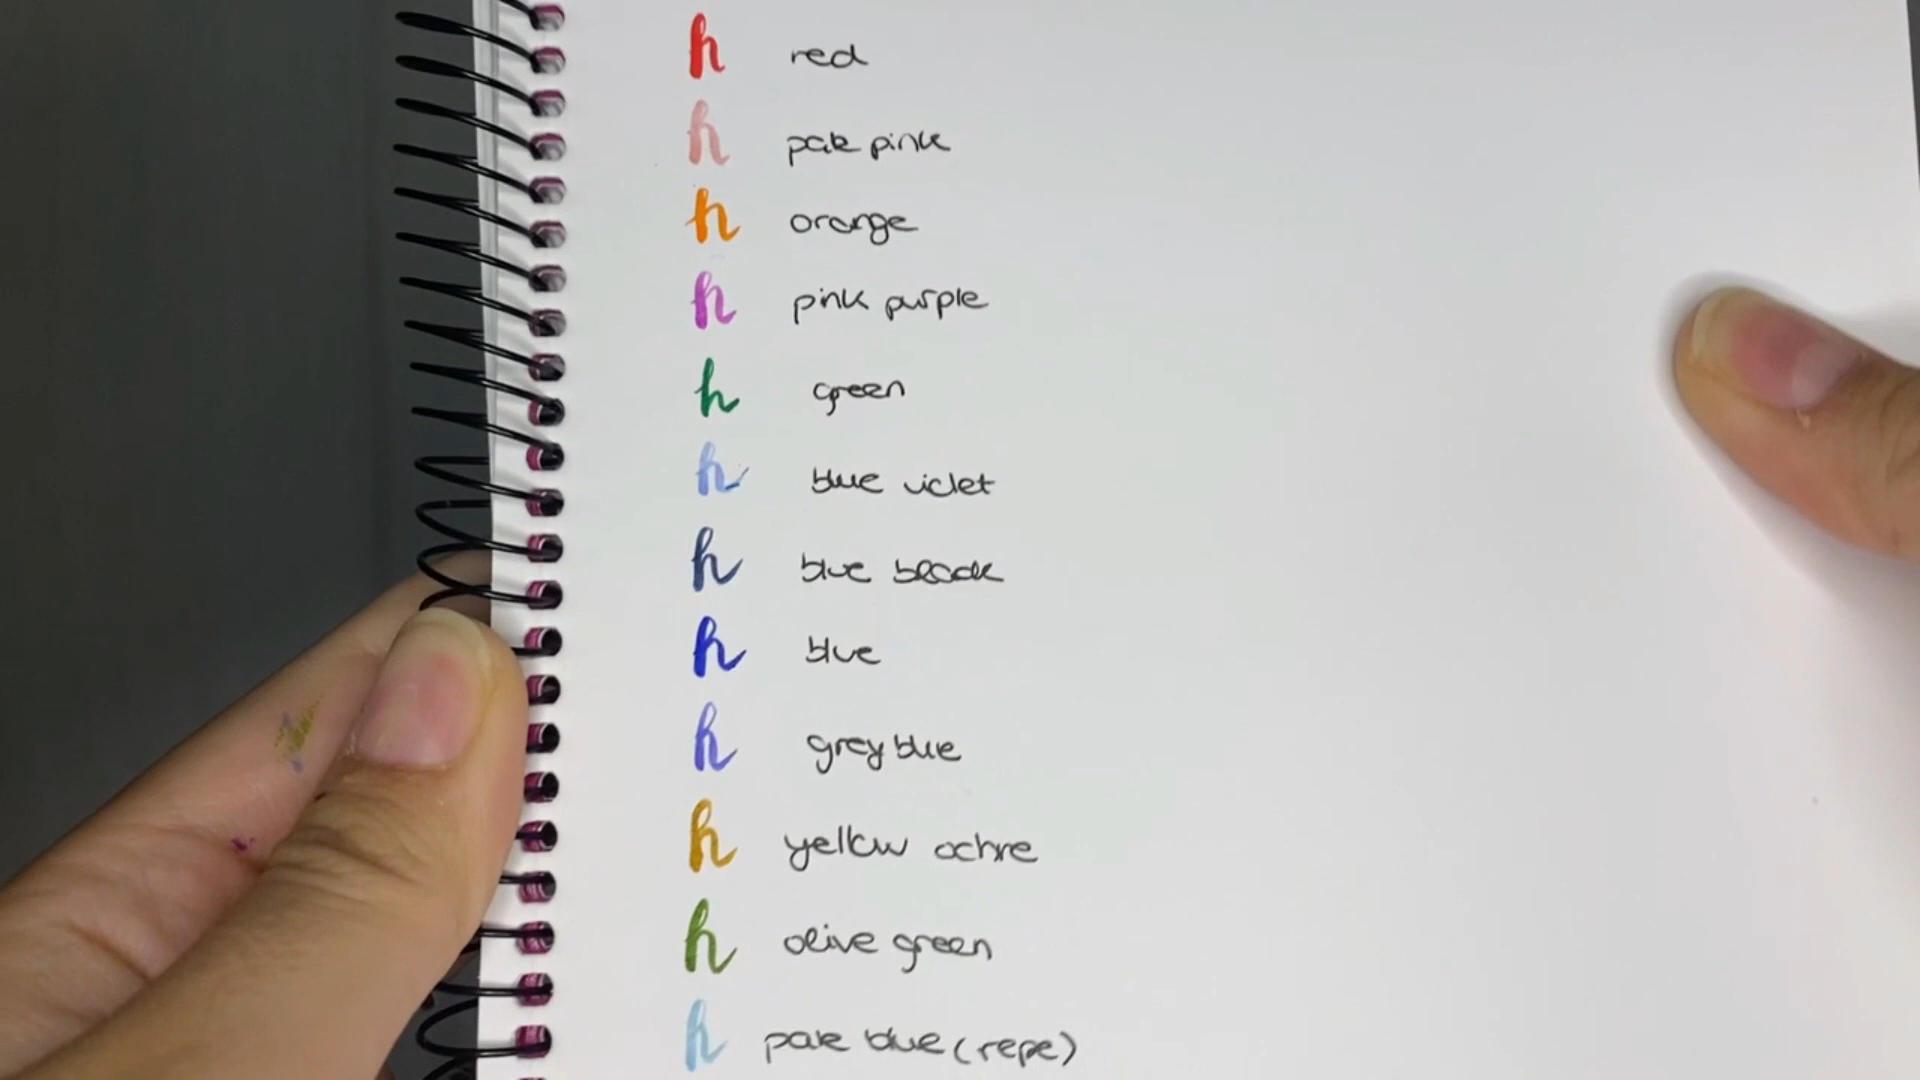 h red
h pale pink
h orange
h pink purple
h green
h blue violet
h blue black
h blue
h grey blue
h yellow ochre
h olive green
h pale blue (repe)